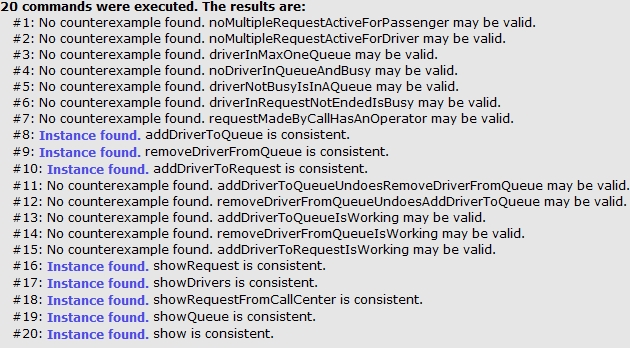 20 commands were executed. The results are:
#1: No counterexample found. noMultipleRequestActiveForPassenger may be valid.
#2: No counterexample found. noMultipleRequestActiveForDriver may be valid.
#3: No counterexample found. driverInMaxOneQueue may be valid.
#4: No counterexample found. noDriverInQueueAndBusy may be valid.
#5: No counterexample found. driverNotBusyIsInAQueue may be valid.
#6: No counterexample found. driverInRequestNotEndedIsBusy may be valid.
#7: No counterexample found. requestMadeByCallHasAnOperator may be valid.
#8: Instance found. addDriverToQueue is consistent.
#9: Instance found. removeDriverFromQueue is consistent.
#10: Instance found. addDriverToRequest is consistent.
#11: No counterexample found. addDriverToQueueUndoesRemoveDriverFromQueue may be valid.
#12: No counterexample found. removeDriverFromQueueUndoesAddDriverToQueue may be valid.
#13: No counterexample found. addDriverToQueueIsWorking may be valid.
#14: No counterexample found. removeDriverFromQueueIsWorking may be valid.
#15: No counterexample found. addDriverToRequestIsWorking may be valid.
#16: Instance found. showRequest is consistent.
#17: Instance found. showDrivers is consistent.
#18: Instance found. showRequestFromCallCenter is consistent.
#19: Instance found. showQueue is consistent.
#20: Instance found. show is consistent.